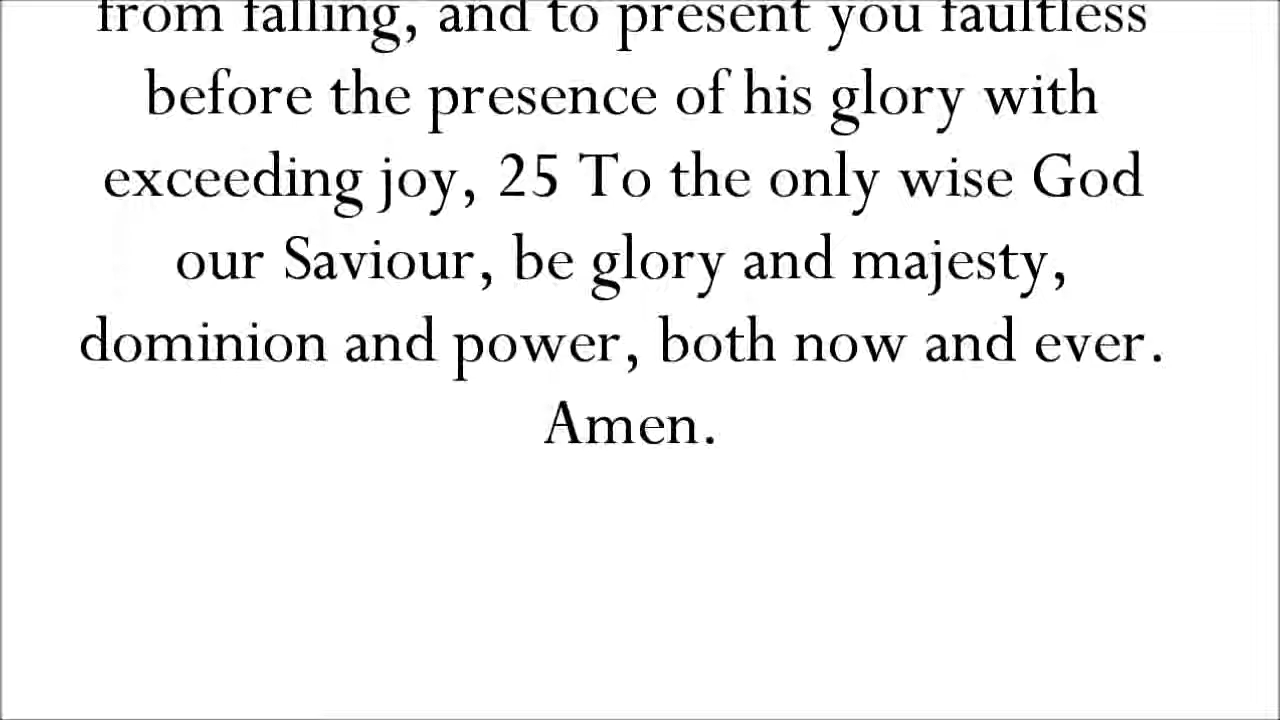 from falling, and to present you faultless
before the presence of his glory with
exceeding joy, 25 To the only wise God
our Saviour, be glory and majesty,
dominion and power, both now and ever.
Amen.